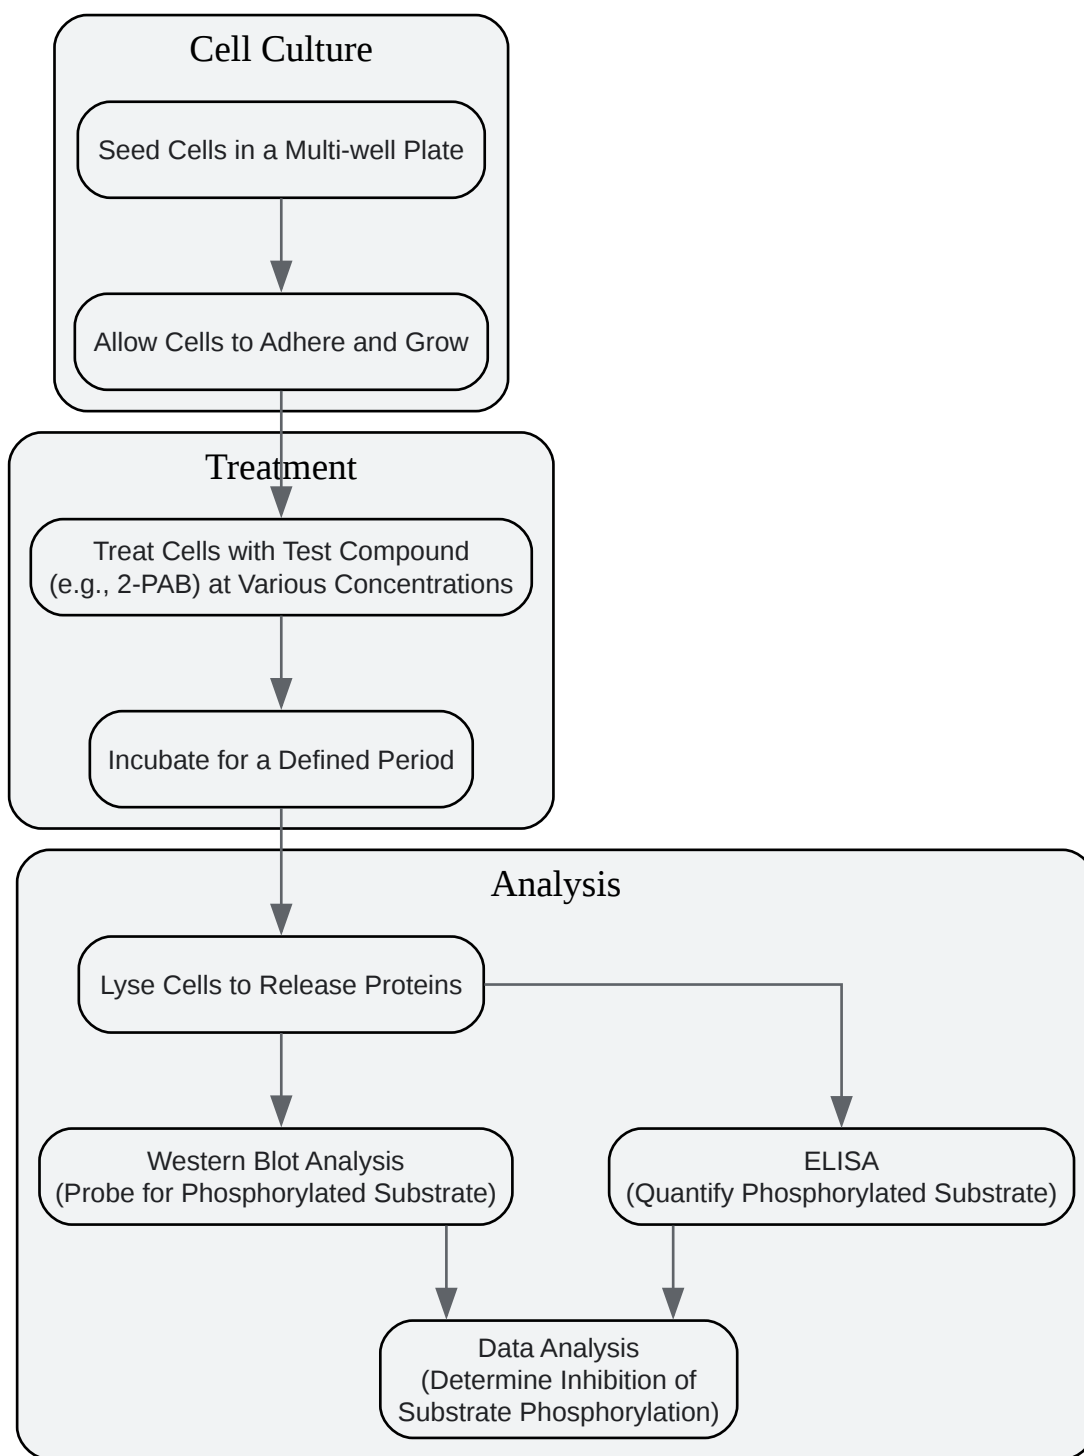 Cell Culture
Seed Cells in a Multi-well Plate
Allow Cells to Adhere and Grow
Treatment
Treat Cells with Test Compound
(e.g., 2-PAB) at Various Concentrations
Incubate for a Defined Period
Analysis
Lyse Cells to Release Proteins
Western Blot Analysis
(Probe for Phosphorylated Substrate)
ELISA
(Quantify Phosphorylated Substrate)
Data Analysis
(Determine Inhibition of
Substrate Phosphorylation)